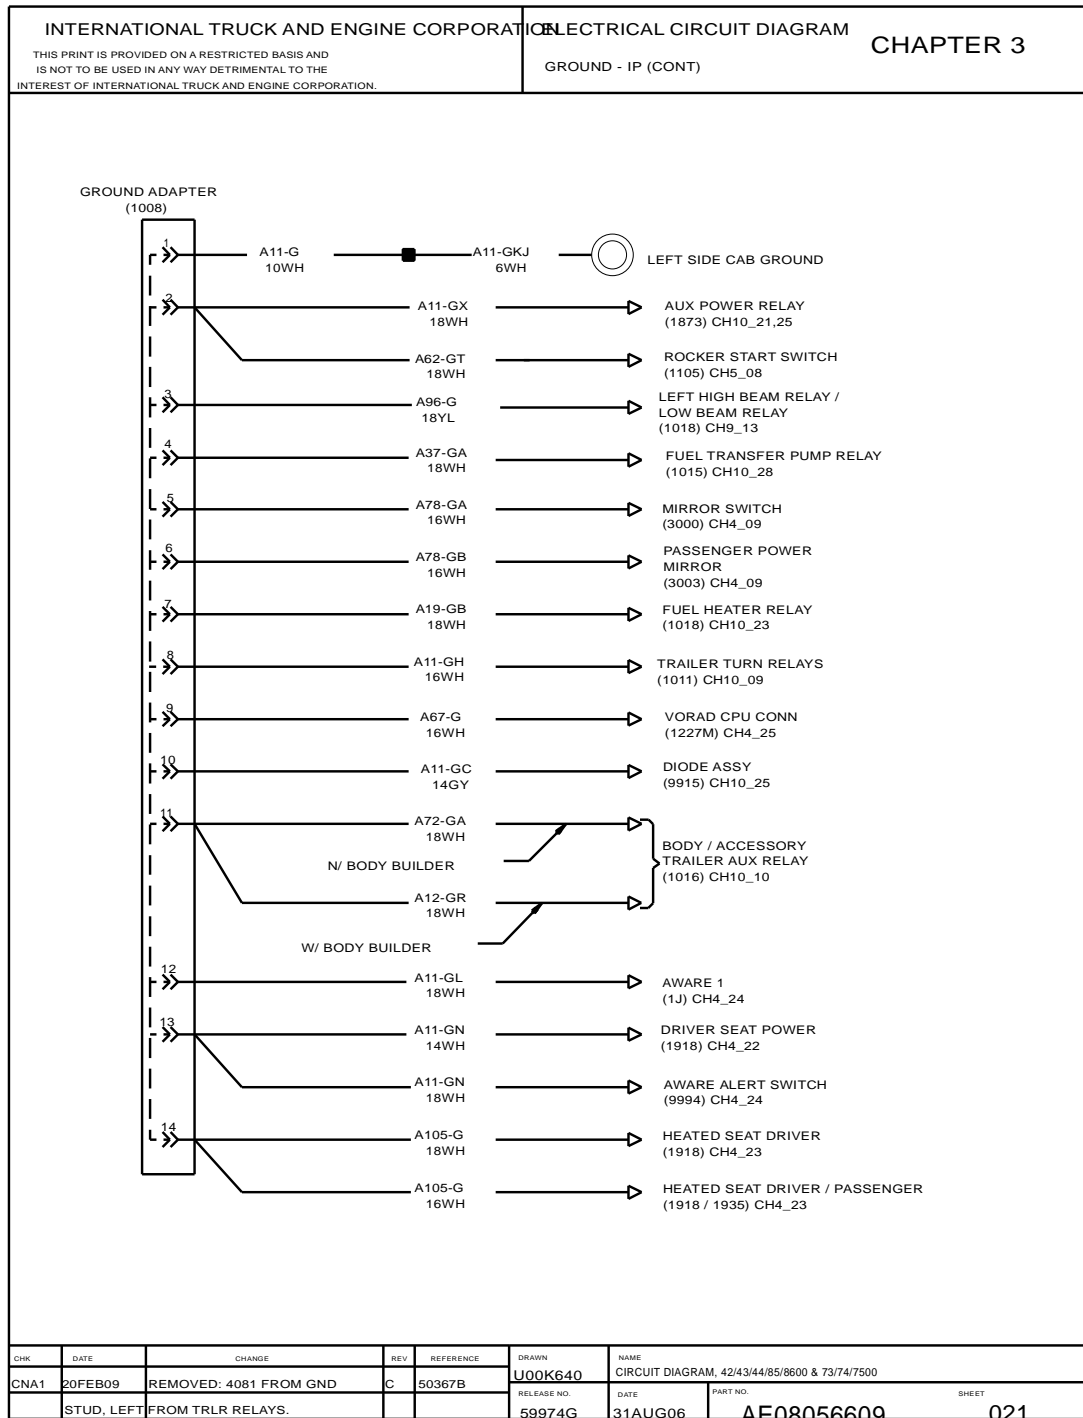 INTERNATIONAL TRUCK AND ENGINE CORPORATION
THIS PRINT IS PROVIDED ON A RESTRICTED BASIS AND
IS NOT TO BE USED IN ANY WAY DETRIMENTAL TO THE
INTEREST OF INTERNATIONAL TRUCK AND ENGINE CORPORATION.
ELECTRICAL CIRCUIT DIAGRAM
GROUND - IP (CONT)
CHAPTER 3
GROUND ADAPTER
(1008)
1
A11-G
10WH
A11-GKJ
6WH
LEFT SIDE CAB GROUND
2
A11-GX
18WH
AUX POWER RELAY
(1873) CH10_21,25
A62-GT
18WH
ROCKER START SWITCH
(1105) CH5_08
3
A96-G
18YL
LEFT HIGH BEAM RELAY /
LOW BEAM RELAY
(1018) CH9_13
4
A37-GA
18WH
FUEL TRANSFER PUMP RELAY
(1015) CH10_28
5
A78-GA
16WH
MIRROR SWITCH
(3000) CH4_09
6
A78-GB
16WH
PASSENGER POWER
MIRROR
(3003) CH4_09
7
A19-GB
18WH
FUEL HEATER RELAY
(1018) CH10_23
8
A11-GH
16WH
TRAILER TURN RELAYS
(1011) CH10_09
9
A67-G
16WH
VORAD CPU CONN
(1227M) CH4_25
10
A11-GC
14GY
DIODE ASSY
(9915) CH10_25
11
A72-GA
18WH
N/ BODY BUILDER
BODY / ACCESSORY
TRAILER AUX RELAY
(1016) CH10_10
A12-GR
18WH
W/ BODY BUILDER
12
A11-GL
18WH
AWARE 1
(1J) CH4_24
13
A11-GN
14WH
DRIVER SEAT POWER
(1918) CH4_22
A11-GN
18WH
AWARE ALERT SWITCH
(9994) CH4_24
14
A105-G
18WH
HEATED SEAT DRIVER
(1918) CH4_23
A105-G
16WH
HEATED SEAT DRIVER / PASSENGER
(1918 / 1935) CH4_23
CHK DATE CHANGE REV REFERENCE
CNA1 20FEB09 REMOVED: 4081 FROM GND C 50367B
STUD, LEFT FROM TRLR RELAYS.
DRAWN
U00K640
NAME
CIRCUIT DIAGRAM, 42/43/44/85/8600 & 73/74/7500
RELEASE NO.
59974G
DATE
31AUG06
PART NO.
AE08056609
SHEET
021